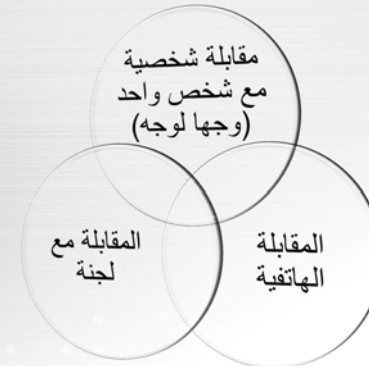 مقابلة شخصية
مع شخص واحد
(وجها لوجه)
المقابلة
الهاتفية
المقابلة مع
لجنة